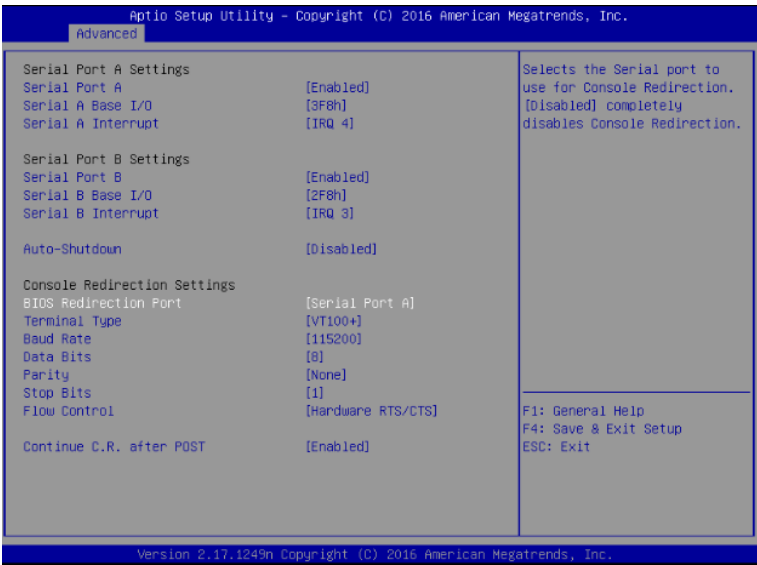 Aptio Setup Utility – Copyright (C) 2016 American Megatrends, Inc.
Advanced
Serial Port A Settings
Serial Port A [Enabled]
Serial A Base I/O [3F8h]
Serial A Interrupt [IRQ 4]
Serial Port B Settings
Serial Port B [Enabled]
Serial B Base I/O [2F8h]
Serial B Interrupt [IRQ 3]
Auto-Shutdown [Disabled]
Console Redirection Settings
BIOS Redirection Port [Serial Port A]
Terminal Type [VT100+]
Baud Rate [115200]
Data Bits [8]
Parity [None]
Stop Bits [1]
Flow Control [Hardware RTS/CTS]
Continue C.R. after POST [Enabled]
Selects the Serial port to
use for Console Redirection.
[Disabled] completely
disables Console Redirection.
F1: General Help
F4: Save & Exit Setup
ESC: Exit
Version 2.17.1249n Copyright (C) 2016 American Megatrends, Inc.